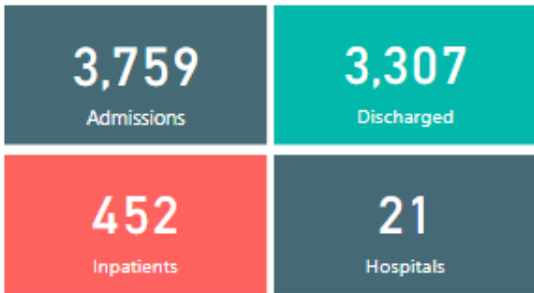 3,759
Admissions
3,307
Discharged
452
Inpatients
21
Hospitals